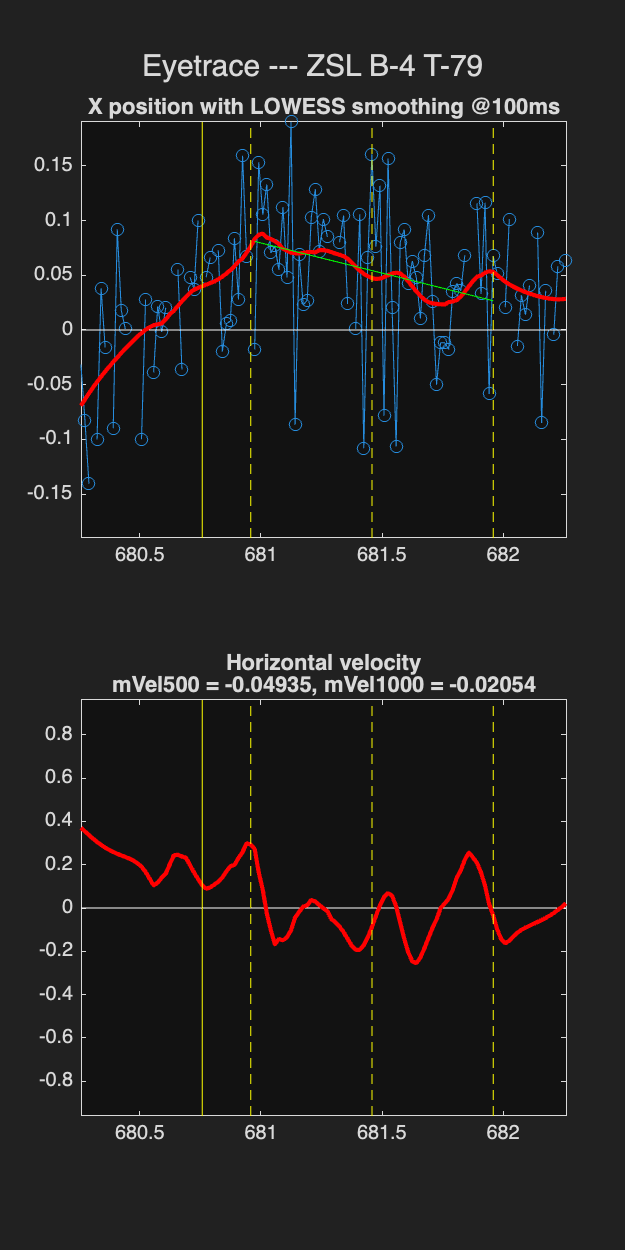 Eyetrace --- ZSL B-4 T-79
X position with LOWESS smoothing @100ms
0.15
0.1
0.05
0
-0.05
-0.1
-0.15
680.5 681 681.5 682
Horizontal velocity
mVel500 = -0.04935, mVel1000 = -0.02054
0.8
0.6
0.4
0.2
0
-0.2
-0.4
-0.6
-0.8
680.5 681 681.5 682